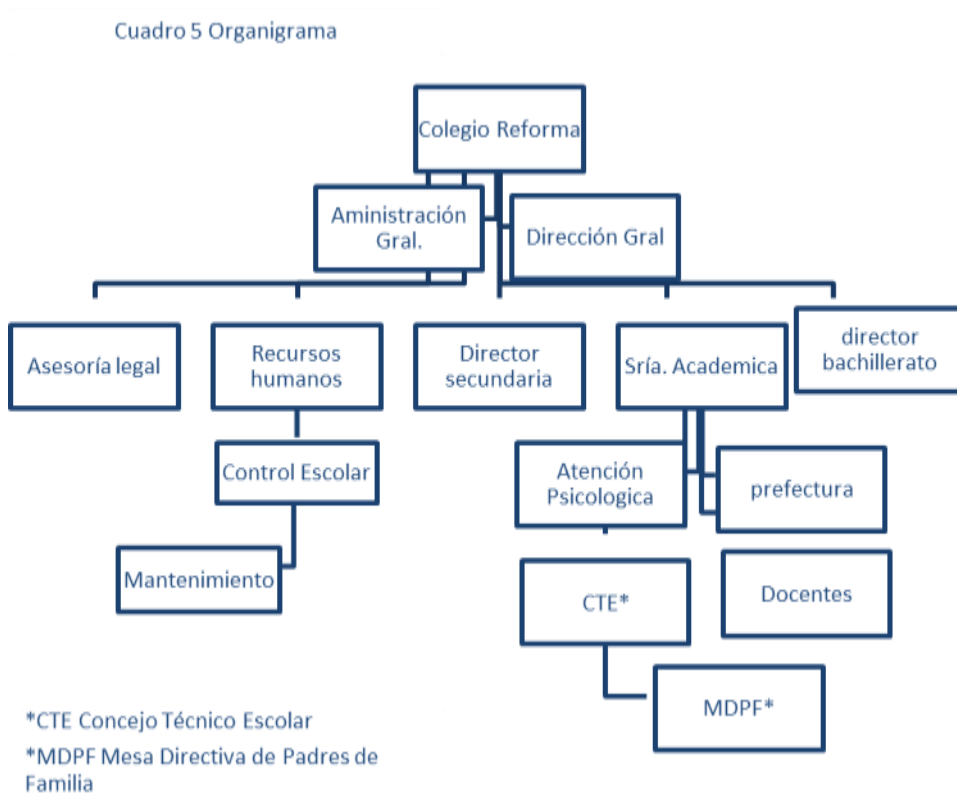 Cuadro 5 Organigrama
Colegio Reforma
Aministración
Gral.
Dirección Gral
Asesoría legal
Recursos
humanos
Director
secundaria
Sría. Academica
director
bachillerato
Control Escolar
Atención
Psicologica
prefectura
Mantenimiento
CTE*
Docentes
MDPF*
*CTE Concejo Técnico Escolar
*MDPF Mesa Directiva de Padres de
Familia